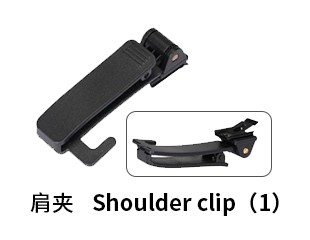 肩夹 Shoulder clip（1）